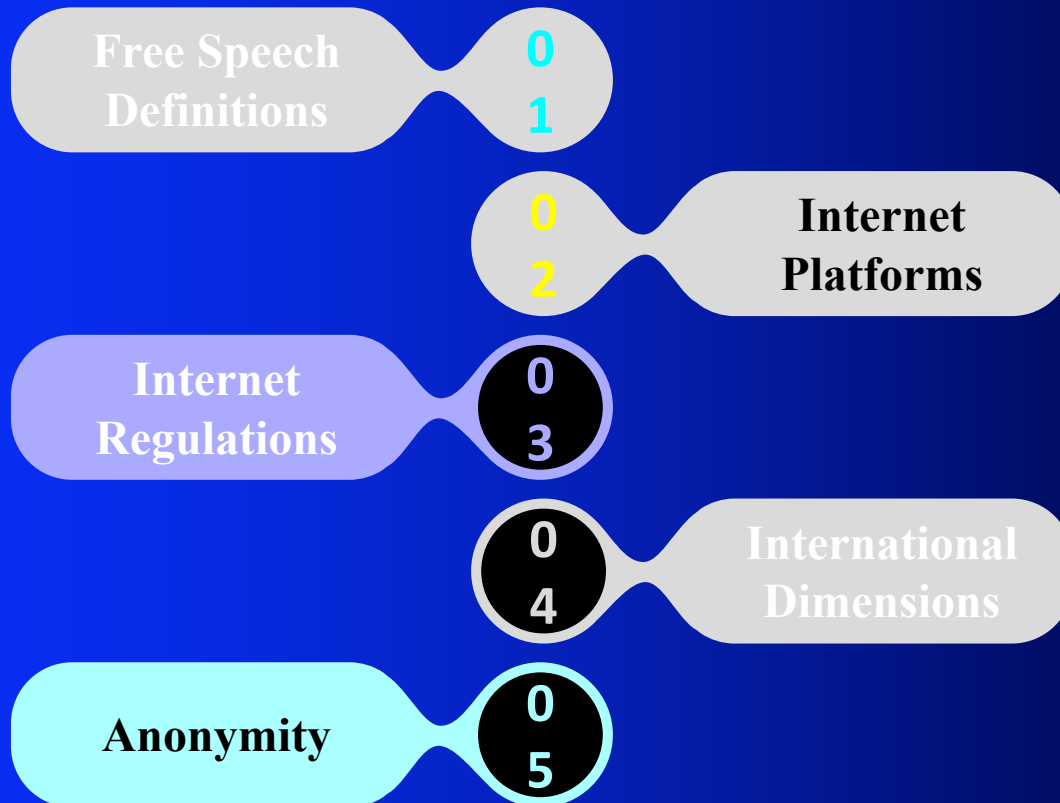 Free Speech
Definitions
0
1
0
2
Internet
Platforms
Internet
Regulations
0
3
0
4
International
Dimensions
Anonymity
0
5